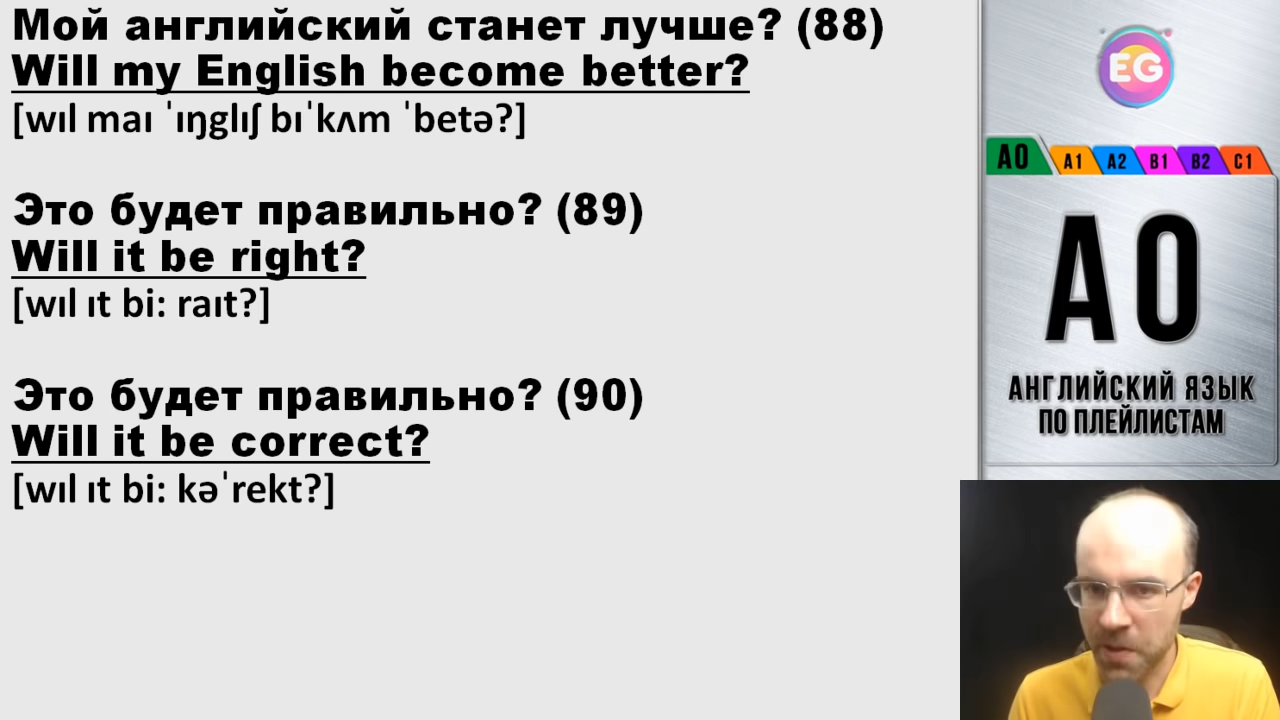 Мой английский станет лучше? (88)
Will my English become better?
[wɪl maɪ ˈɪŋglɪʃ bɪˈkʌm ˈbetə?]
Это будет правильно? (89)
Will it be right?
[wɪl ɪt bi: raɪt?]
Это будет правильно? (90)
Will it be correct?
[wɪl ɪt bi: kəˈrekt?]
EG
A0 A1 A2 B1 B2 C1
A0
АНГЛИЙСКИЙ ЯЗЫК
ПО ПЛЕЙЛИСТАМ